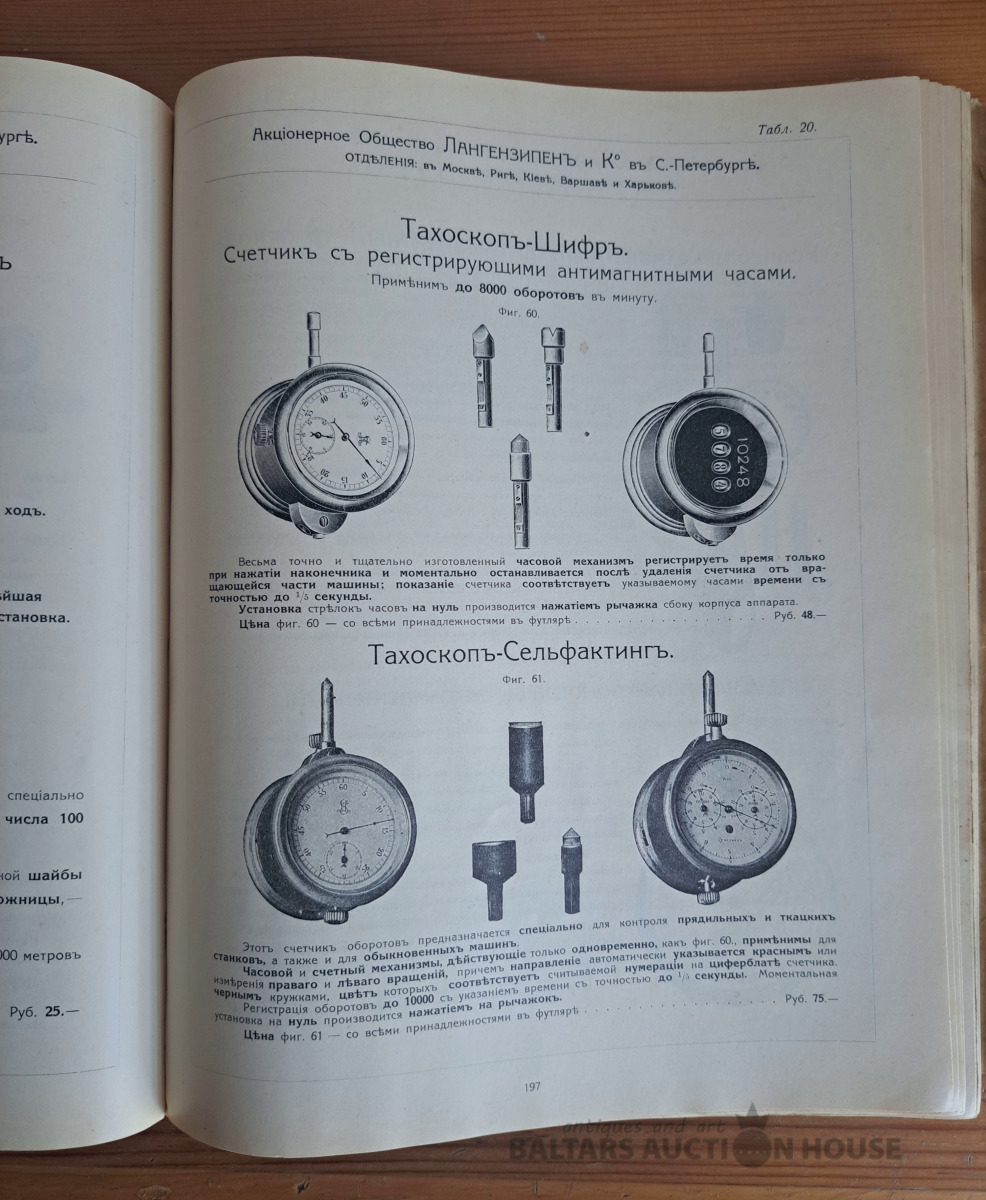 ургѣ.
Ь
ходъ.
йшая
становка.
спеціально
числа 100
ной шайбы
ожницы, —
000 метровъ
Руб. 25.—
Табл. 20.
Акціонерное Общество Лангензипенъ и К° въ С.-Петербургѣ.
ОТДѢЛЕНІЯ: въ Москвѣ, Ригѣ, Кіевѣ, Варшавѣ и Харьковѣ.
Тахоскопъ-Шифръ.
Счетчикъ съ регистрирующими антимагнитными часами.
Примѣнимъ до 8000 оборотовъ въ минуту.
Фиг. 60.
10248
Весьма точно и тщательно изготовленный часовой механизмъ регистрируетъ время только
при нажатіи наконечника и моментально останавливается послѣ удаленія счетчика отъ вра-
щающейся части машины; показаніе счетчика соотвѣтствуетъ указываемому часами времени съ
точностью до 1/5 секунды.
Установка стрѣлокъ часовъ на нуль производится нажатіемъ рычажка сбоку корпуса аппарата.
Цѣна фиг. 60 — со всѣми принадлежностями въ футлярѣ . . . . . . . . . . . . . . . . . . Руб. 48.—
Тахоскопъ-Сельфактингъ.
Фиг. 61.
Этотъ счетчикъ оборотовъ предназначается спеціально для контроля прядильныхъ и ткацкихъ
станковъ, а также и для обыкновенныхъ машинъ.
Часовой и счетный механизмы, дѣйствующіе только одновременно, какъ фиг. 60., примѣнимы для
измѣренія праваго и лѣваго вращеній, причемъ направленіе автоматически указывается краснымъ или
чернымъ кружками, цвѣтъ которыхъ соотвѣтствуетъ считываемой нумераціи на циферблатѣ счетчика.
Регистрація оборотовъ до 10000 съ указаніемъ времени съ точностью до 1/5 секунды. Моментальная
установка на нуль производится нажатіемъ на рычажокъ.
Цѣна фиг. 61 — со всѣми принадлежностями въ футлярѣ . . . . . . . . . . . . . . . . . . Руб. 75.—
197
antiques and art
BALTARS AUCTION HOUSE